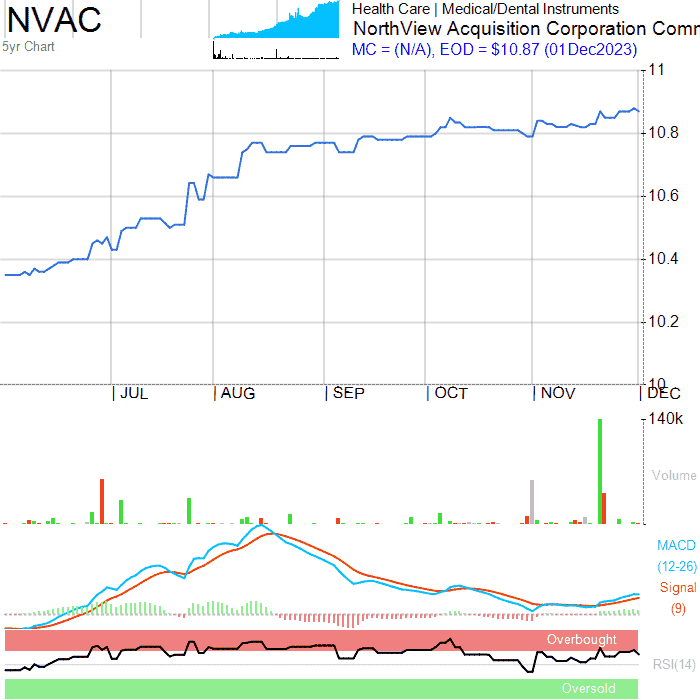 NVAC
5yr Chart
Health Care | Medical/Dental Instruments
NorthView Acquisition Corporation Comm
MC = (N/A), EOD = $10.87 (01Dec2023)
11
10.8
10.6
10.4
10.2
10
JUL AUG SEP OCT NOV DEC
140k
Volume
MACD
(12-26)
Signal
(9)
Overbought
RSI(14)
Oversold